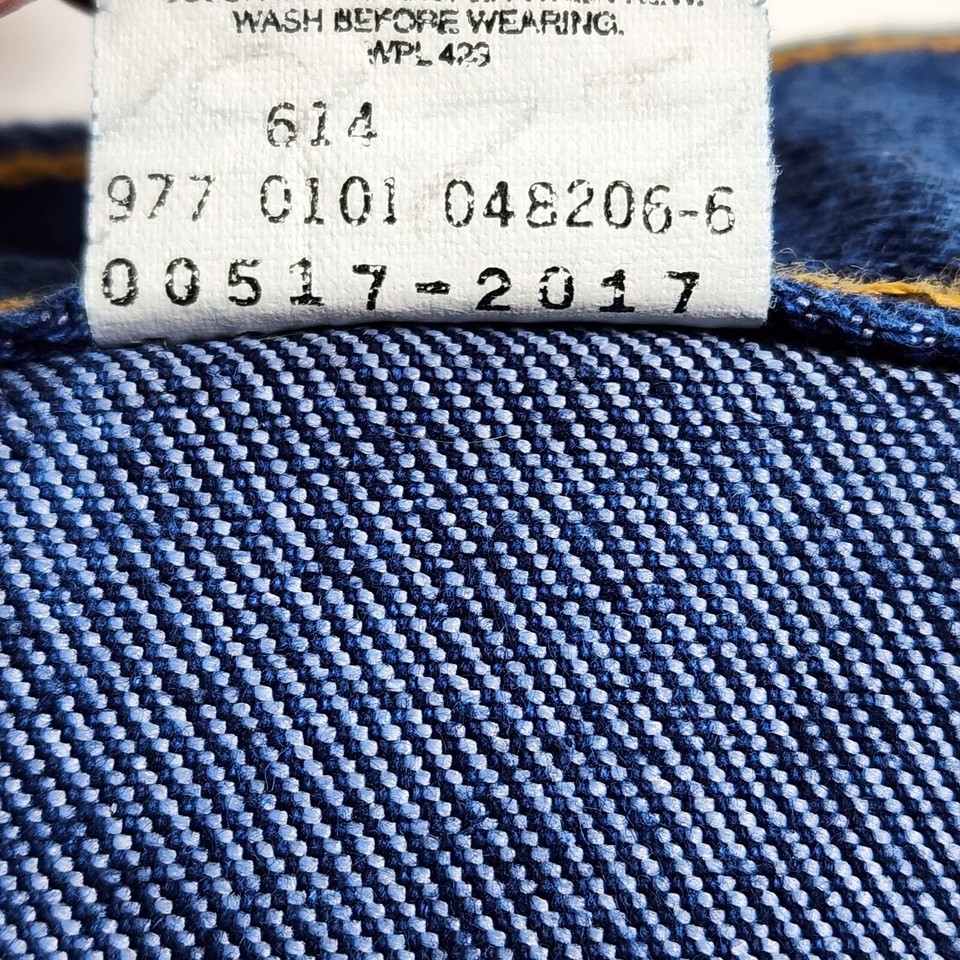 WASH BEFORE WEARING.
WPL 423
614
977 0101 048206-6
00517-2017